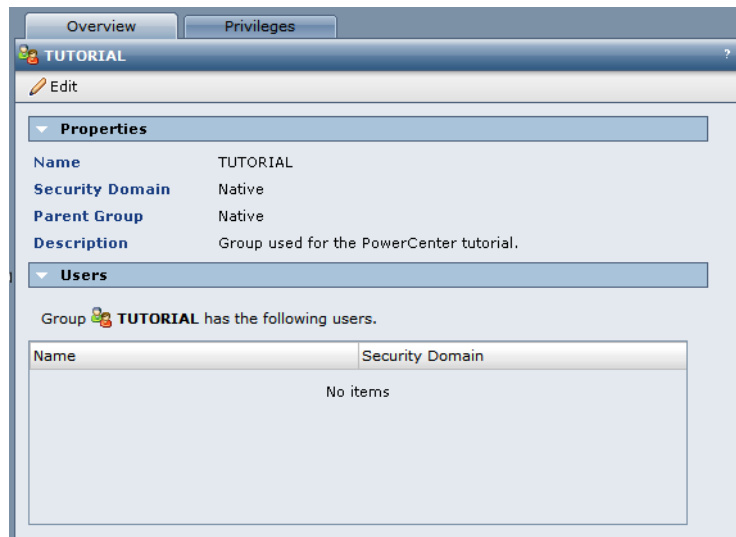 Overview Privileges
TUTORIAL ?
Edit
Properties
Name TUTORIAL
Security Domain Native
Parent Group Native
Description Group used for the PowerCenter tutorial.
Users
Group TUTORIAL has the following users.
Name Security Domain
No items